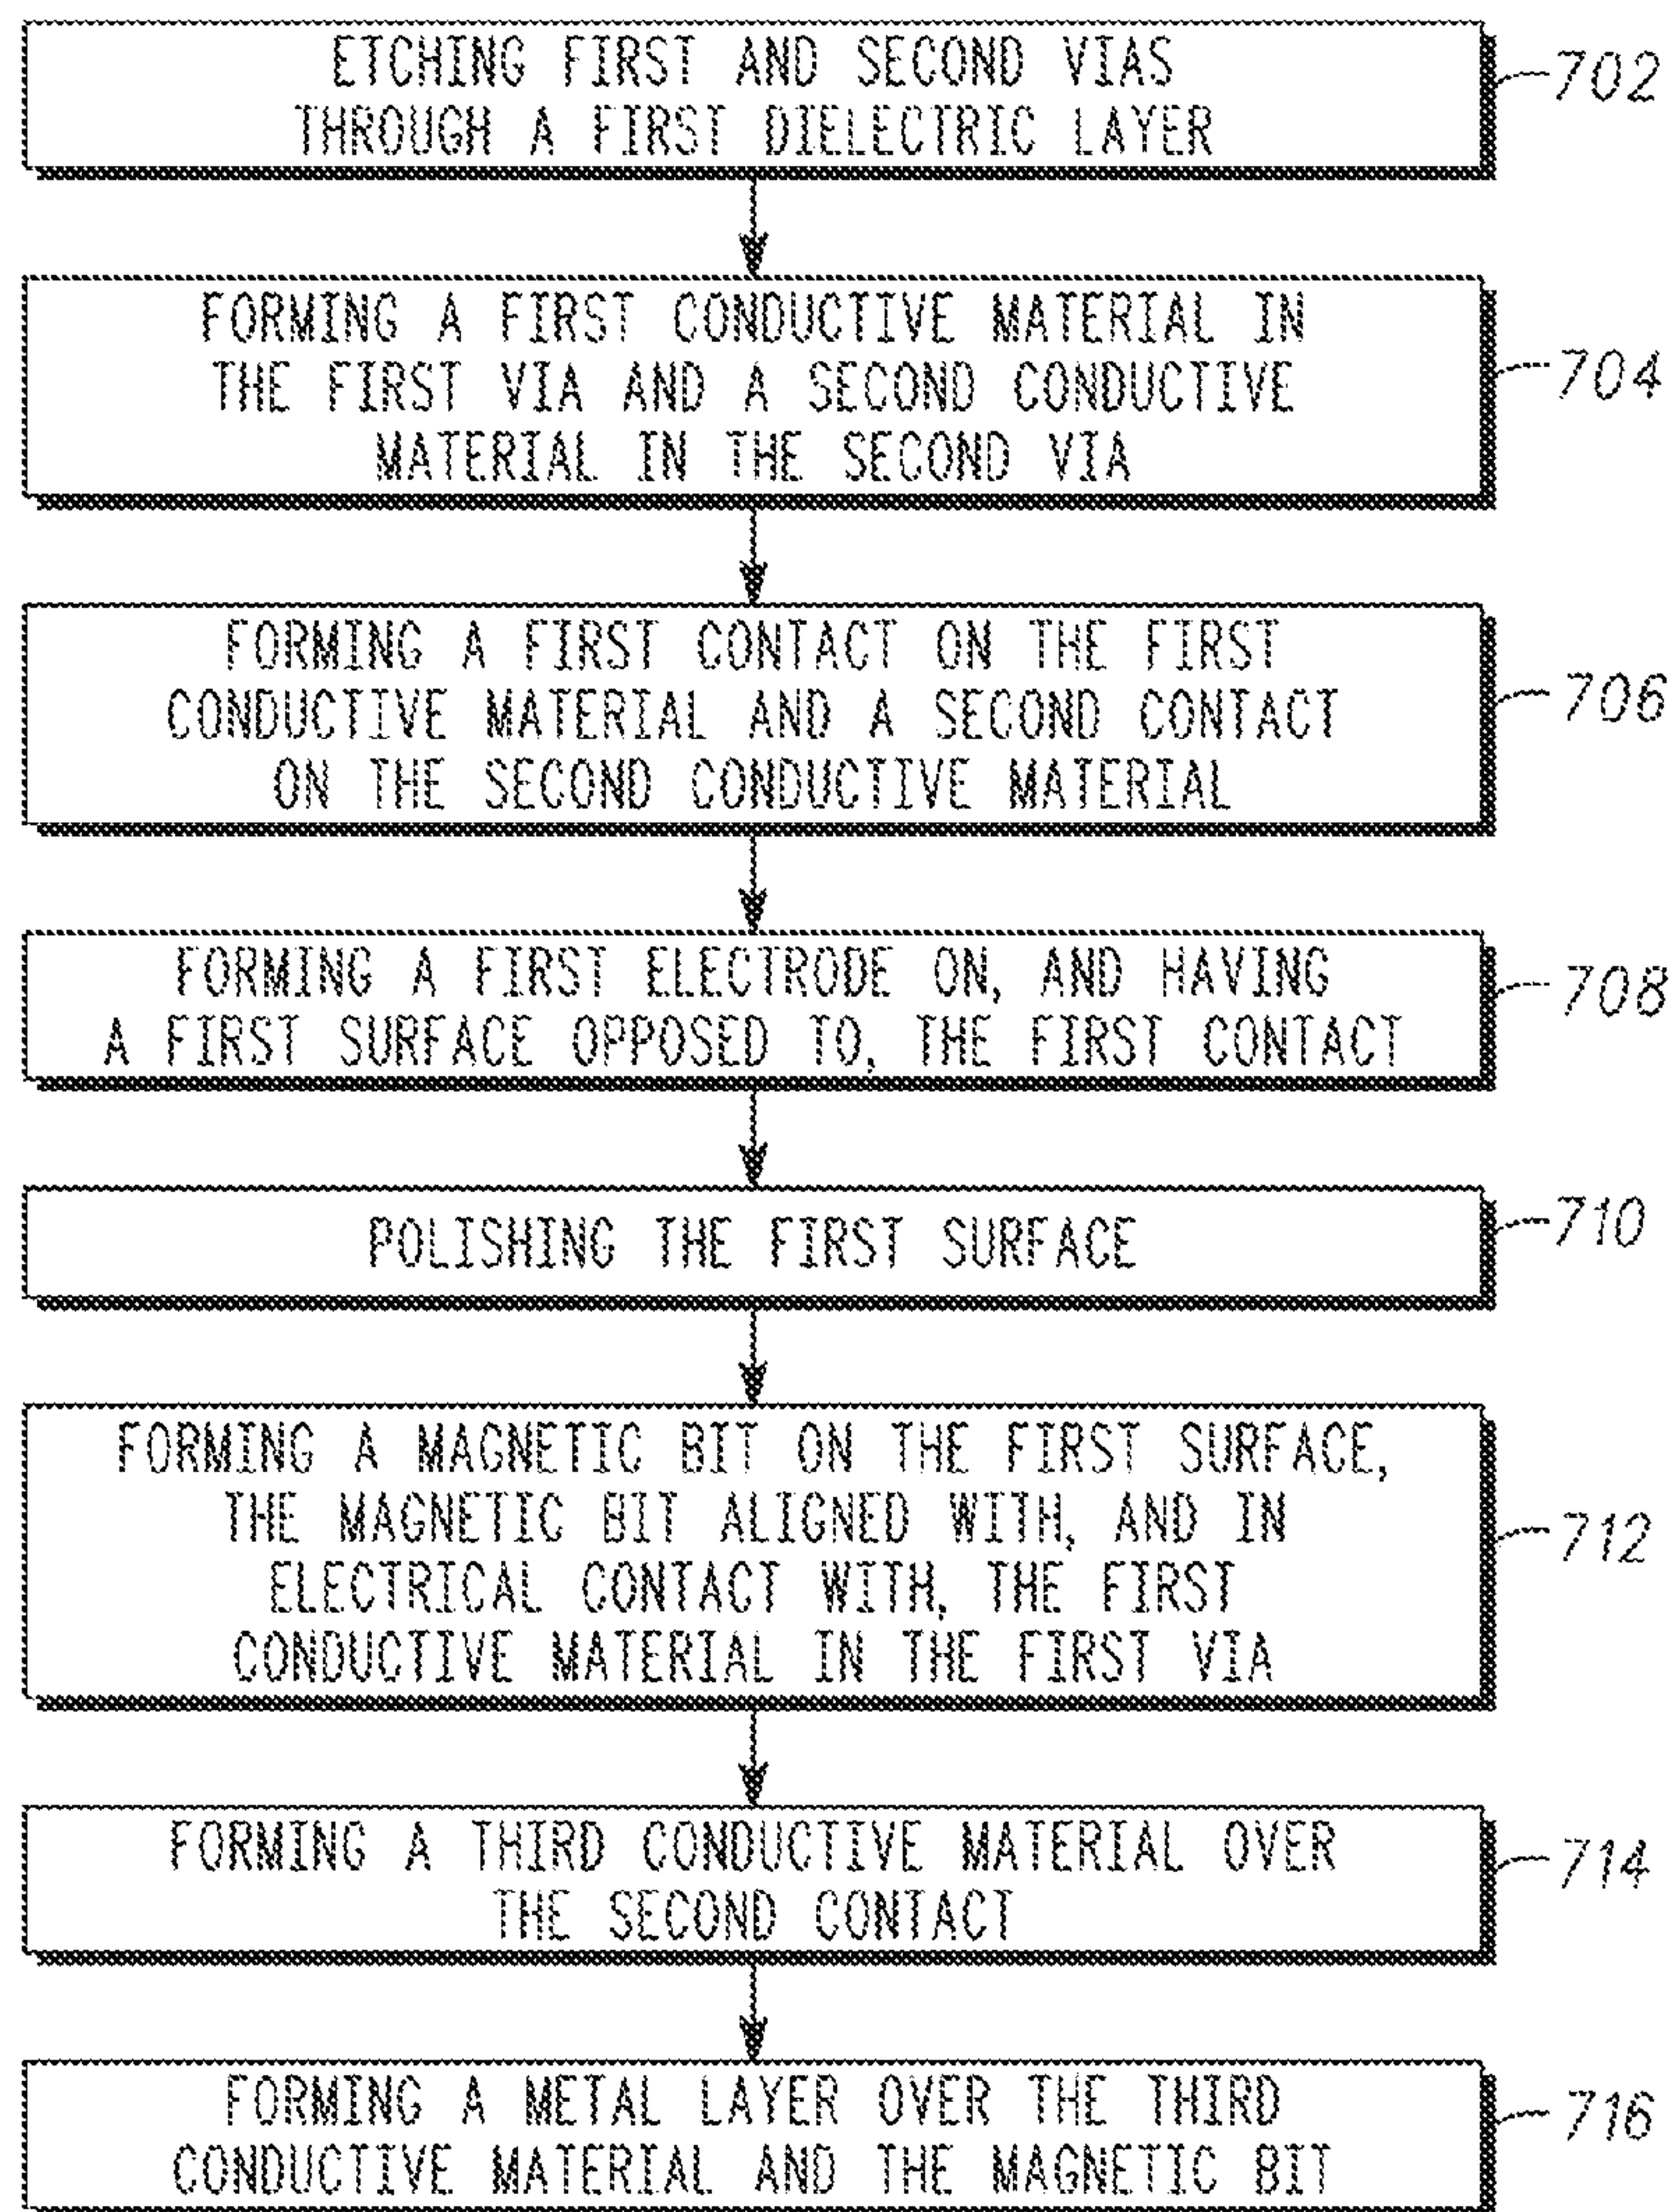 ETCHING FIRST AND SECOND VIAS
THROUGH A FIRST DIELECTRIC LAYER
702
FORMING A FIRST CONDUCTIVE MATERIAL IN
THE FIRST VIA AND A SECOND CONDUCTIVE
MATERIAL IN THE SECOND VIA
704
FORMING A FIRST CONTACT ON THE FIRST
CONDUCTIVE MATERIAL AND A SECOND CONTACT
ON THE SECOND CONDUCTIVE MATERIAL
706
FORMING A FIRST ELECTRODE ON, AND HAVING
A FIRST SURFACE OPPOSED TO, THE FIRST CONTACT
708
POLISHING THE FIRST SURFACE
710
FORMING A MAGNETIC BIT ON THE FIRST SURFACE,
THE MAGNETIC BIT ALIGNED WITH, AND IN
ELECTRICAL CONTACT WITH, THE FIRST
CONDUCTIVE MATERIAL IN THE FIRST VIA
712
FORMING A THIRD CONDUCTIVE MATERIAL OVER
THE SECOND CONTACT
714
FORMING A METAL LAYER OVER THE THIRD
CONDUCTIVE MATERIAL AND THE MAGNETIC BIT
716